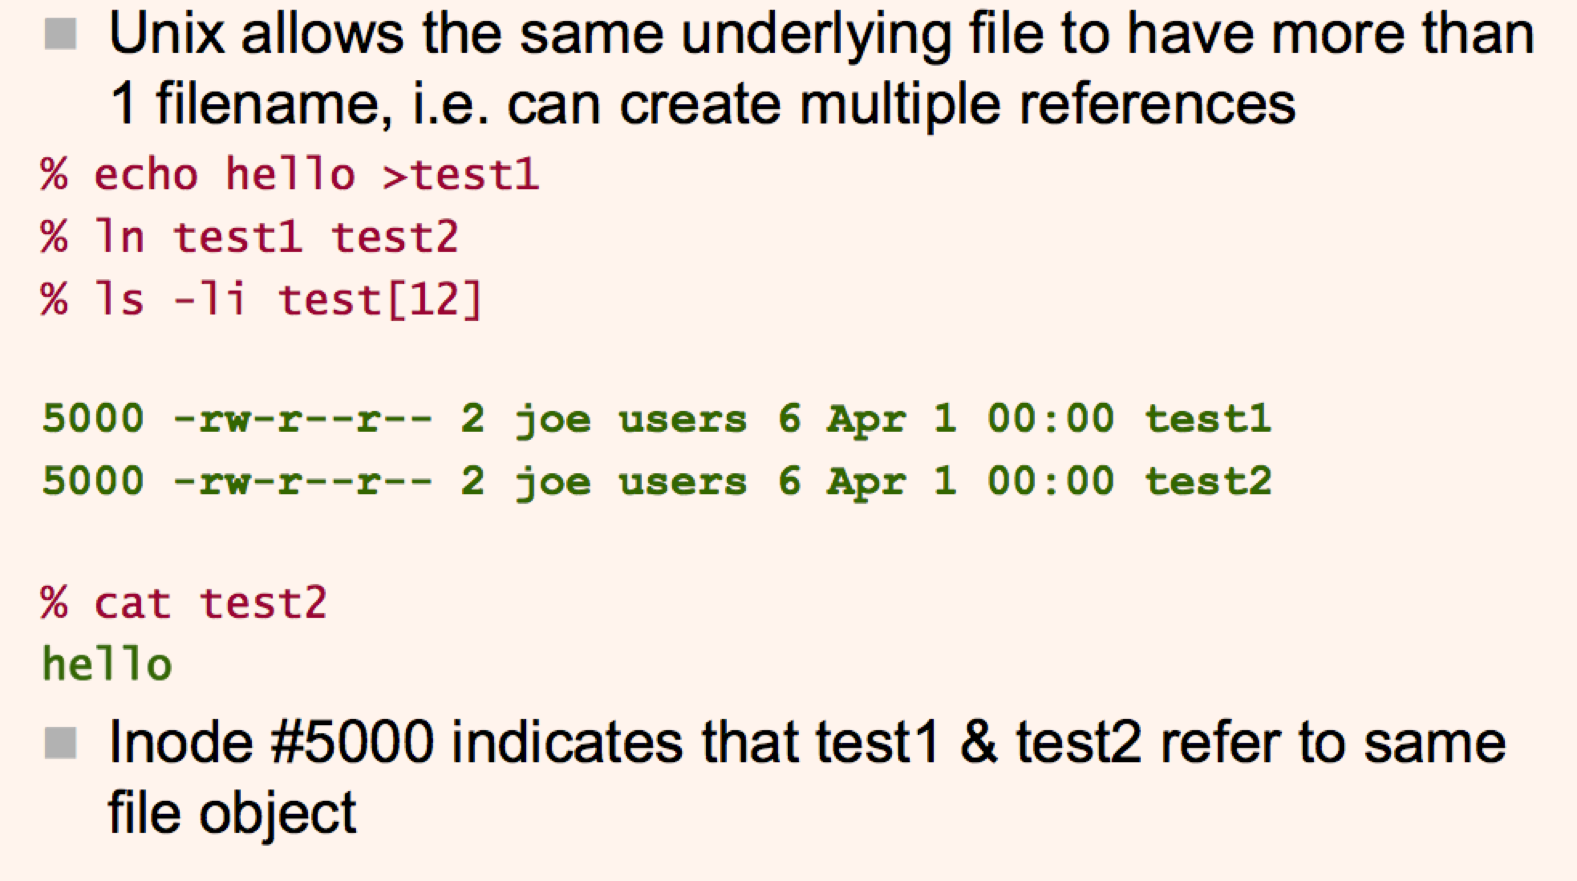 Unix allows the same underlying file to have more than
1 filename, i.e. can create multiple references
% echo hello >test1
% ln test1 test2
% ls -li test[12]
5000 -rw-r--r-- 2 joe users 6 Apr 1 00:00 test1
5000 -rw-r--r-- 2 joe users 6 Apr 1 00:00 test2
% cat test2
hello
Inode #5000 indicates that test1 & test2 refer to same
file object